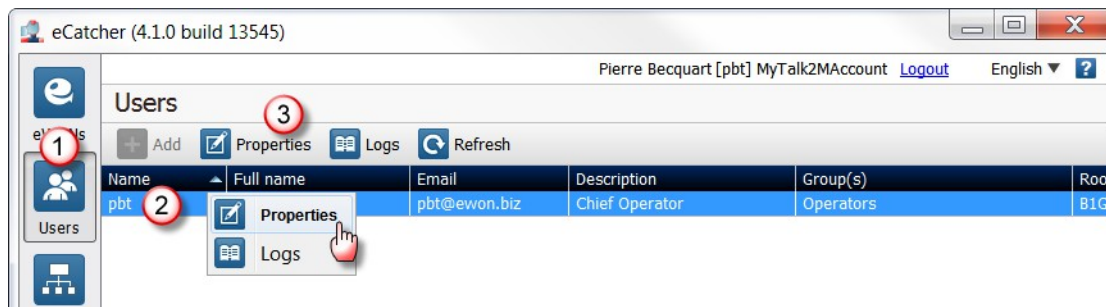 eCatcher (4.1.0 build 13545)
Pierre Becquart [pbt] MyTalk2MAccount Logout English ?
Users
3
Add Properties Logs Refresh
1
Name Full name Email Description Group(s)
pbt 2 pbt@ewon.biz Chief Operator Operators B1G
Properties
Users
Logs